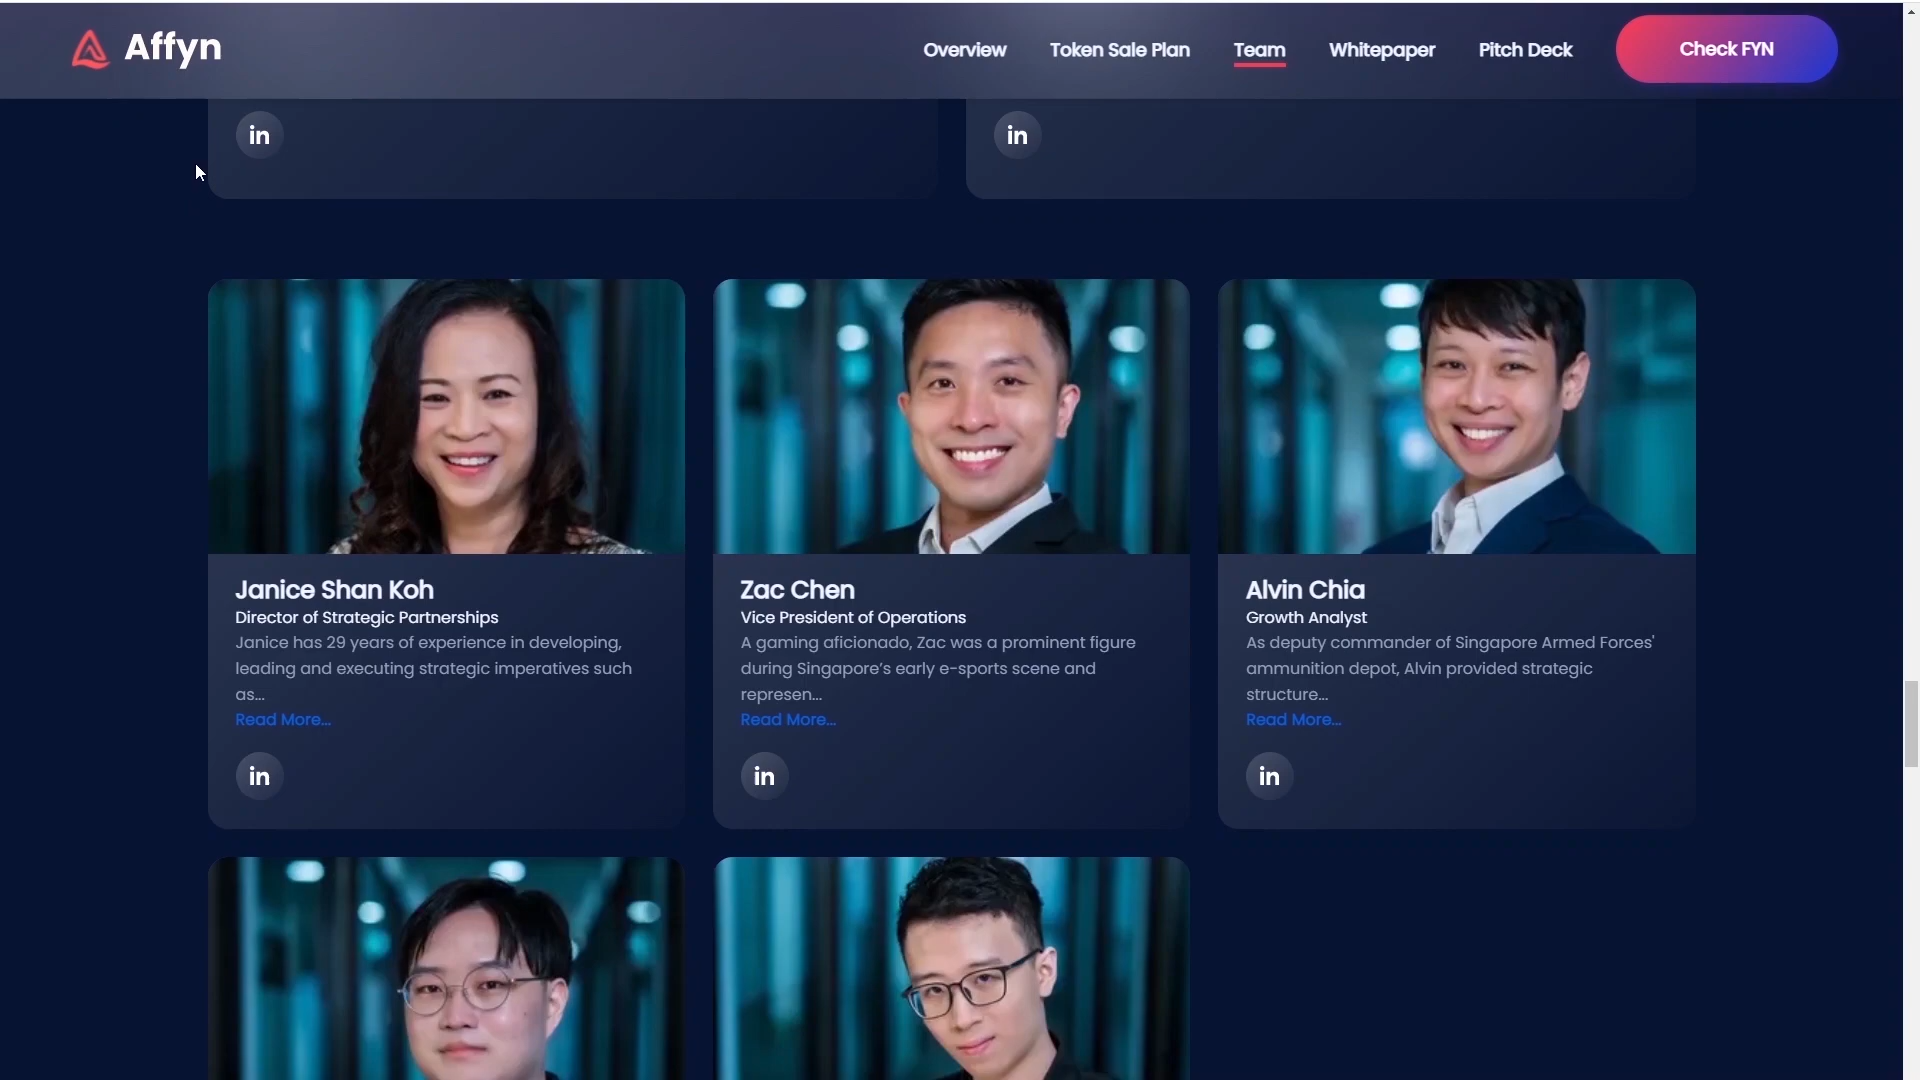 Affyn
Overview
Token Sale Plan
Team
Whitepaper
Pitch Deck
Check FYN
in
in
Janice Shan Koh
Director of Strategic Partnerships
Janice has 29 years of experience in developing,
leading and executing strategic imperatives such
as...
Read More...
in
Zac Chen
Vice President of Operations
A gaming aficionado, Zac was a prominent figure
during Singapore’s early e-sports scene and
represen...
Read More...
in
Alvin Chia
Growth Analyst
As deputy commander of Singapore Armed Forces'
ammunition depot, Alvin provided strategic
structure...
Read More...
in